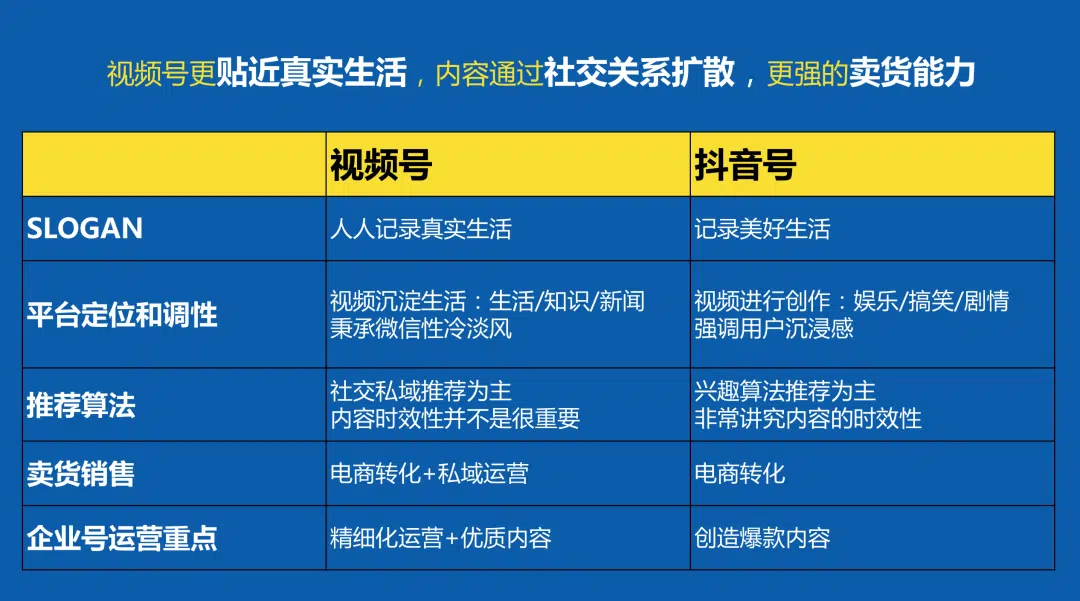 视频号更贴近真实生活，内容通过社交关系扩散，更强的卖货能力
视频号
抖音号
SLOGAN
人人记录真实生活
记录美好生活
平台定位和调性
视频沉淀生活：生活/知识/新闻
秉承微信性冷淡风
视频进行创作：娱乐/搞笑/剧情
强调用户沉浸感
推荐算法
社交私域推荐为主
内容时效性并不是很重要
兴趣算法推荐为主
非常讲究内容的时效性
卖货销售
电商转化+私域运营
电商转化
企业号运营重点
精细化运营+优质内容
创造爆款内容